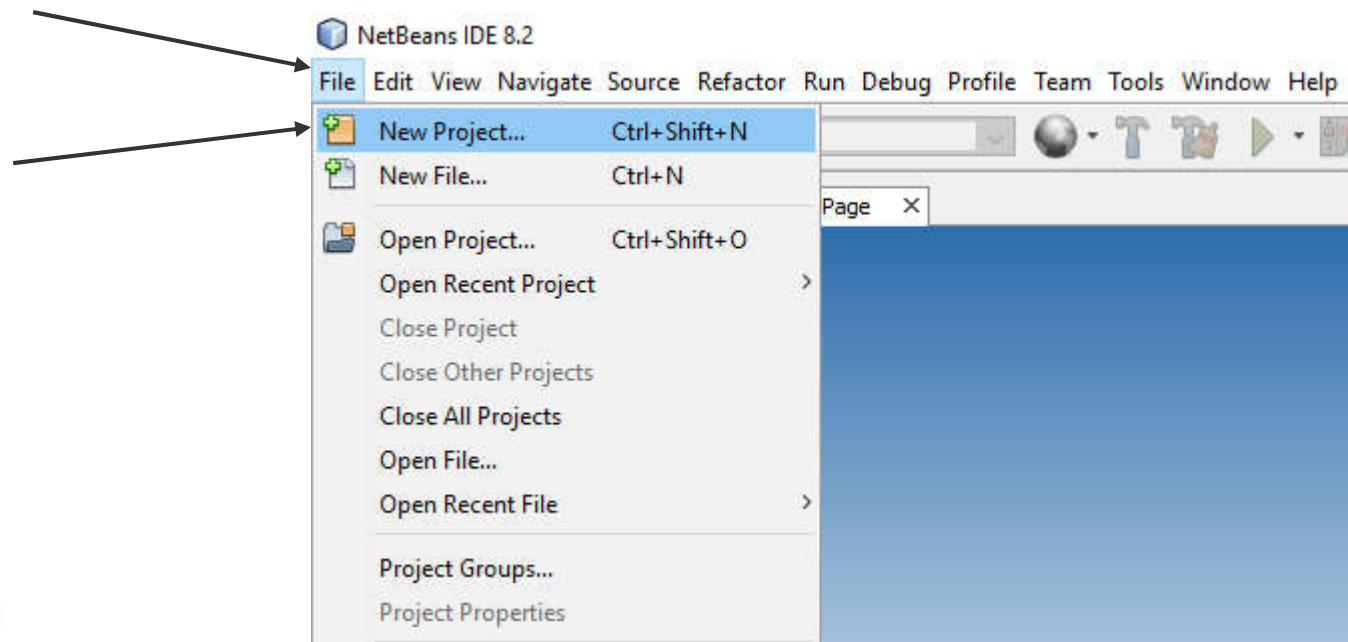 NetBeans IDE 8.2
File Edit View Navigate Source Refactor Run Debug Profile Team Tools Window Help
New Project... Ctrl+Shift+N
New File... Ctrl+N
Page X
Open Project... Ctrl+Shift+O
Open Recent Project >
Close Project
Close Other Projects
Close All Projects
Open File...
Open Recent File >
Project Groups...
Project Properties